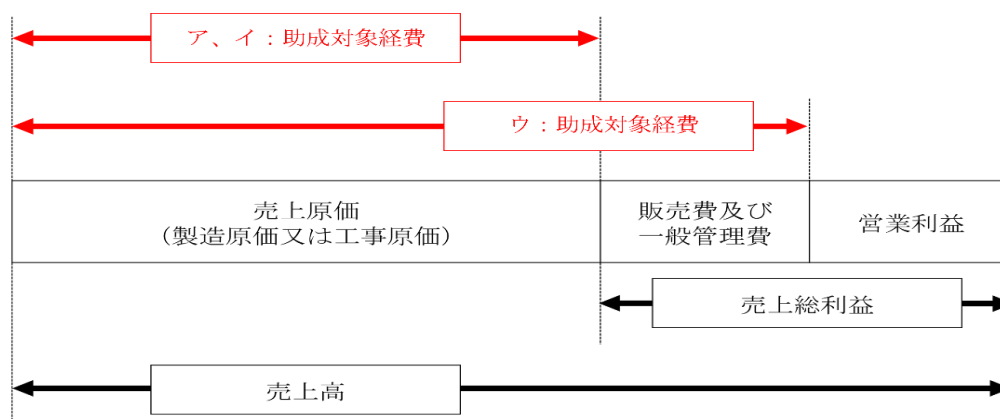 ア、イ：助成対象経費
ウ：助成対象経費
売上原価
（製造原価又は工事原価）
販売費及び
一般管理費
営業利益
売上総利益
売上高